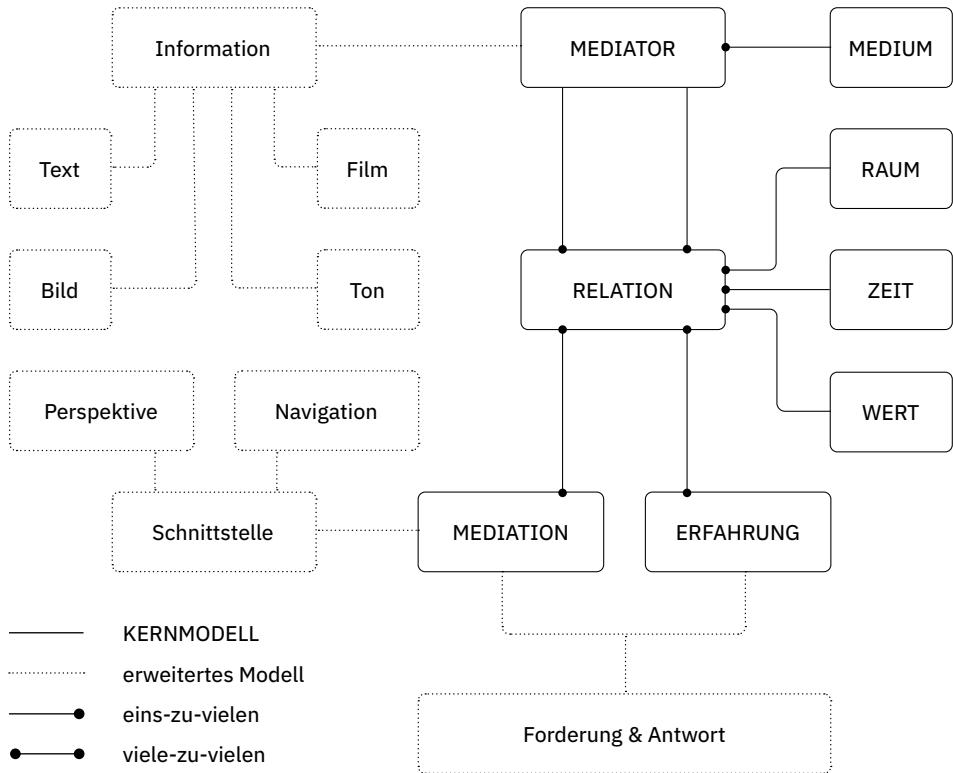 Information
MEDIATOR
MEDIUM
Text
Film
RAUM
Bild
Ton
RELATION
ZEIT
Perspektive
Navigation
WERT
Schnittstelle
MEDIATION
ERFAHRUNG
KERNMODELL
erweitertes Modell
eins-zu-vielen
viele-zu-vielen
Forderung & Antwort